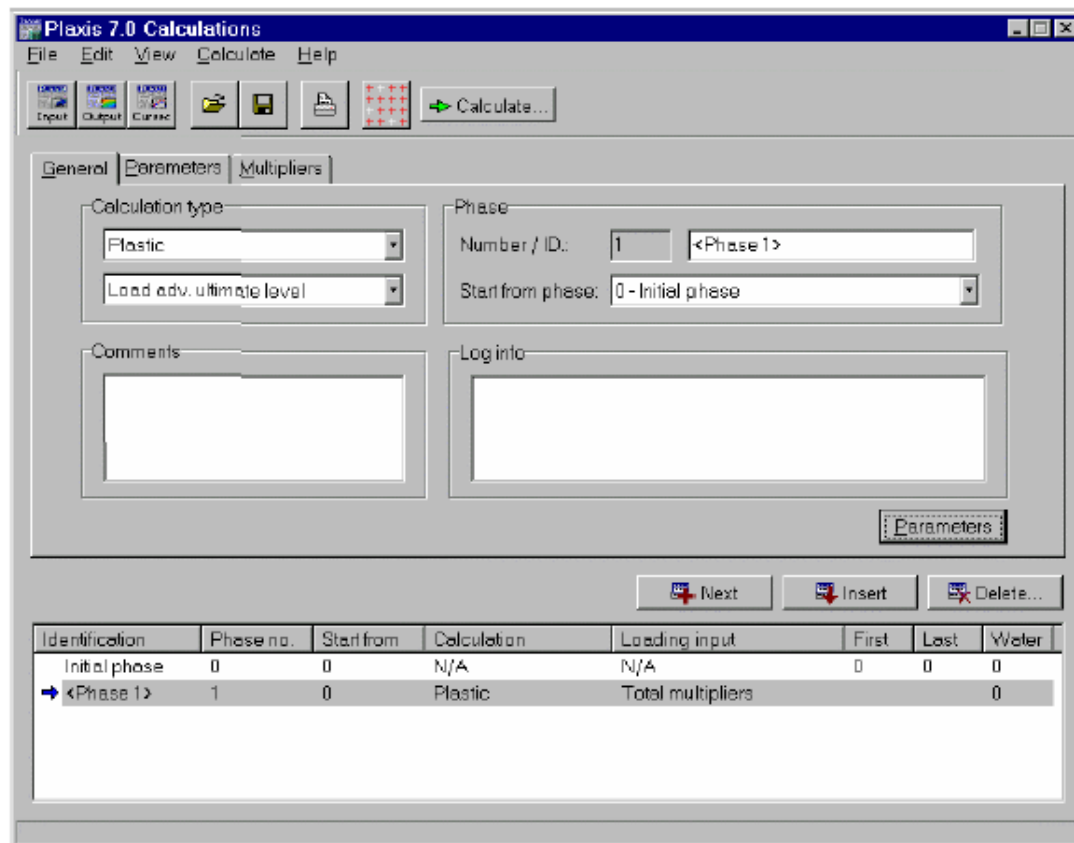 Plaxis 7.0 Calculations
File Edit View Calculate Help
Input Output Curves Calculate...
General Parameters Multipliers
Calculation type
Plastic
Load adv. ultimate level
Phase
Number / ID.: 1 <Phase 1>
Start from phase: 0 - Initial phase
Comments
Log info
Parameters
Next Insert Delete...
Identification Phase no. Start from Calculation Loading input First Last Water
Initial phase 0 0 N/A N/A 0 0 0
<Phase 1> 1 0 Plastic Total multipliers 0